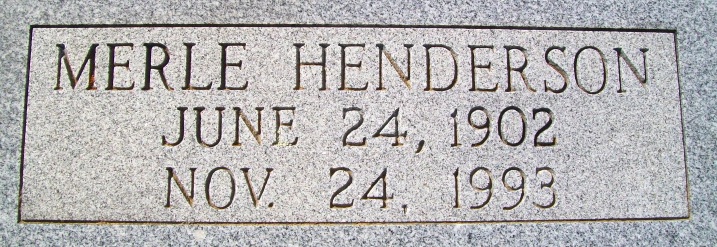 MERLE HENDERSON
JUNE 24, 1902
NOV. 24, 1993